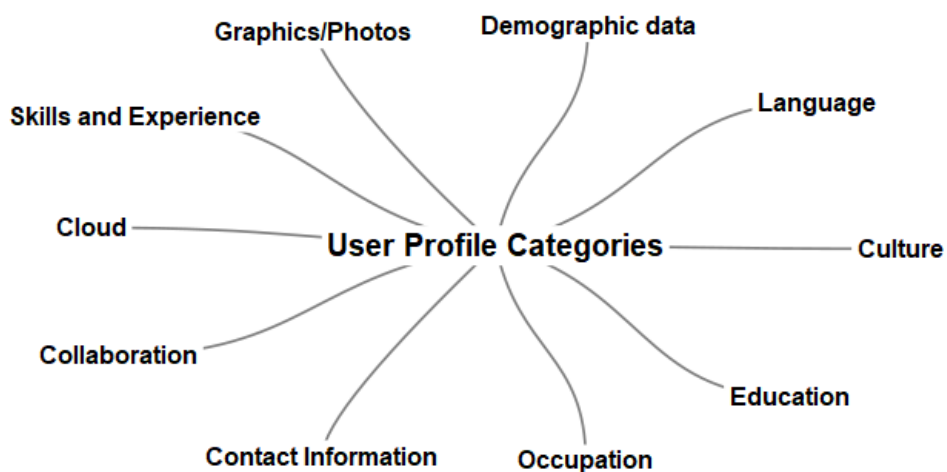 Graphics/Photos
Demographic data
Skills and Experience
Language
Cloud
User Profile Categories
Culture
Collaboration
Education
Contact Information
Occupation